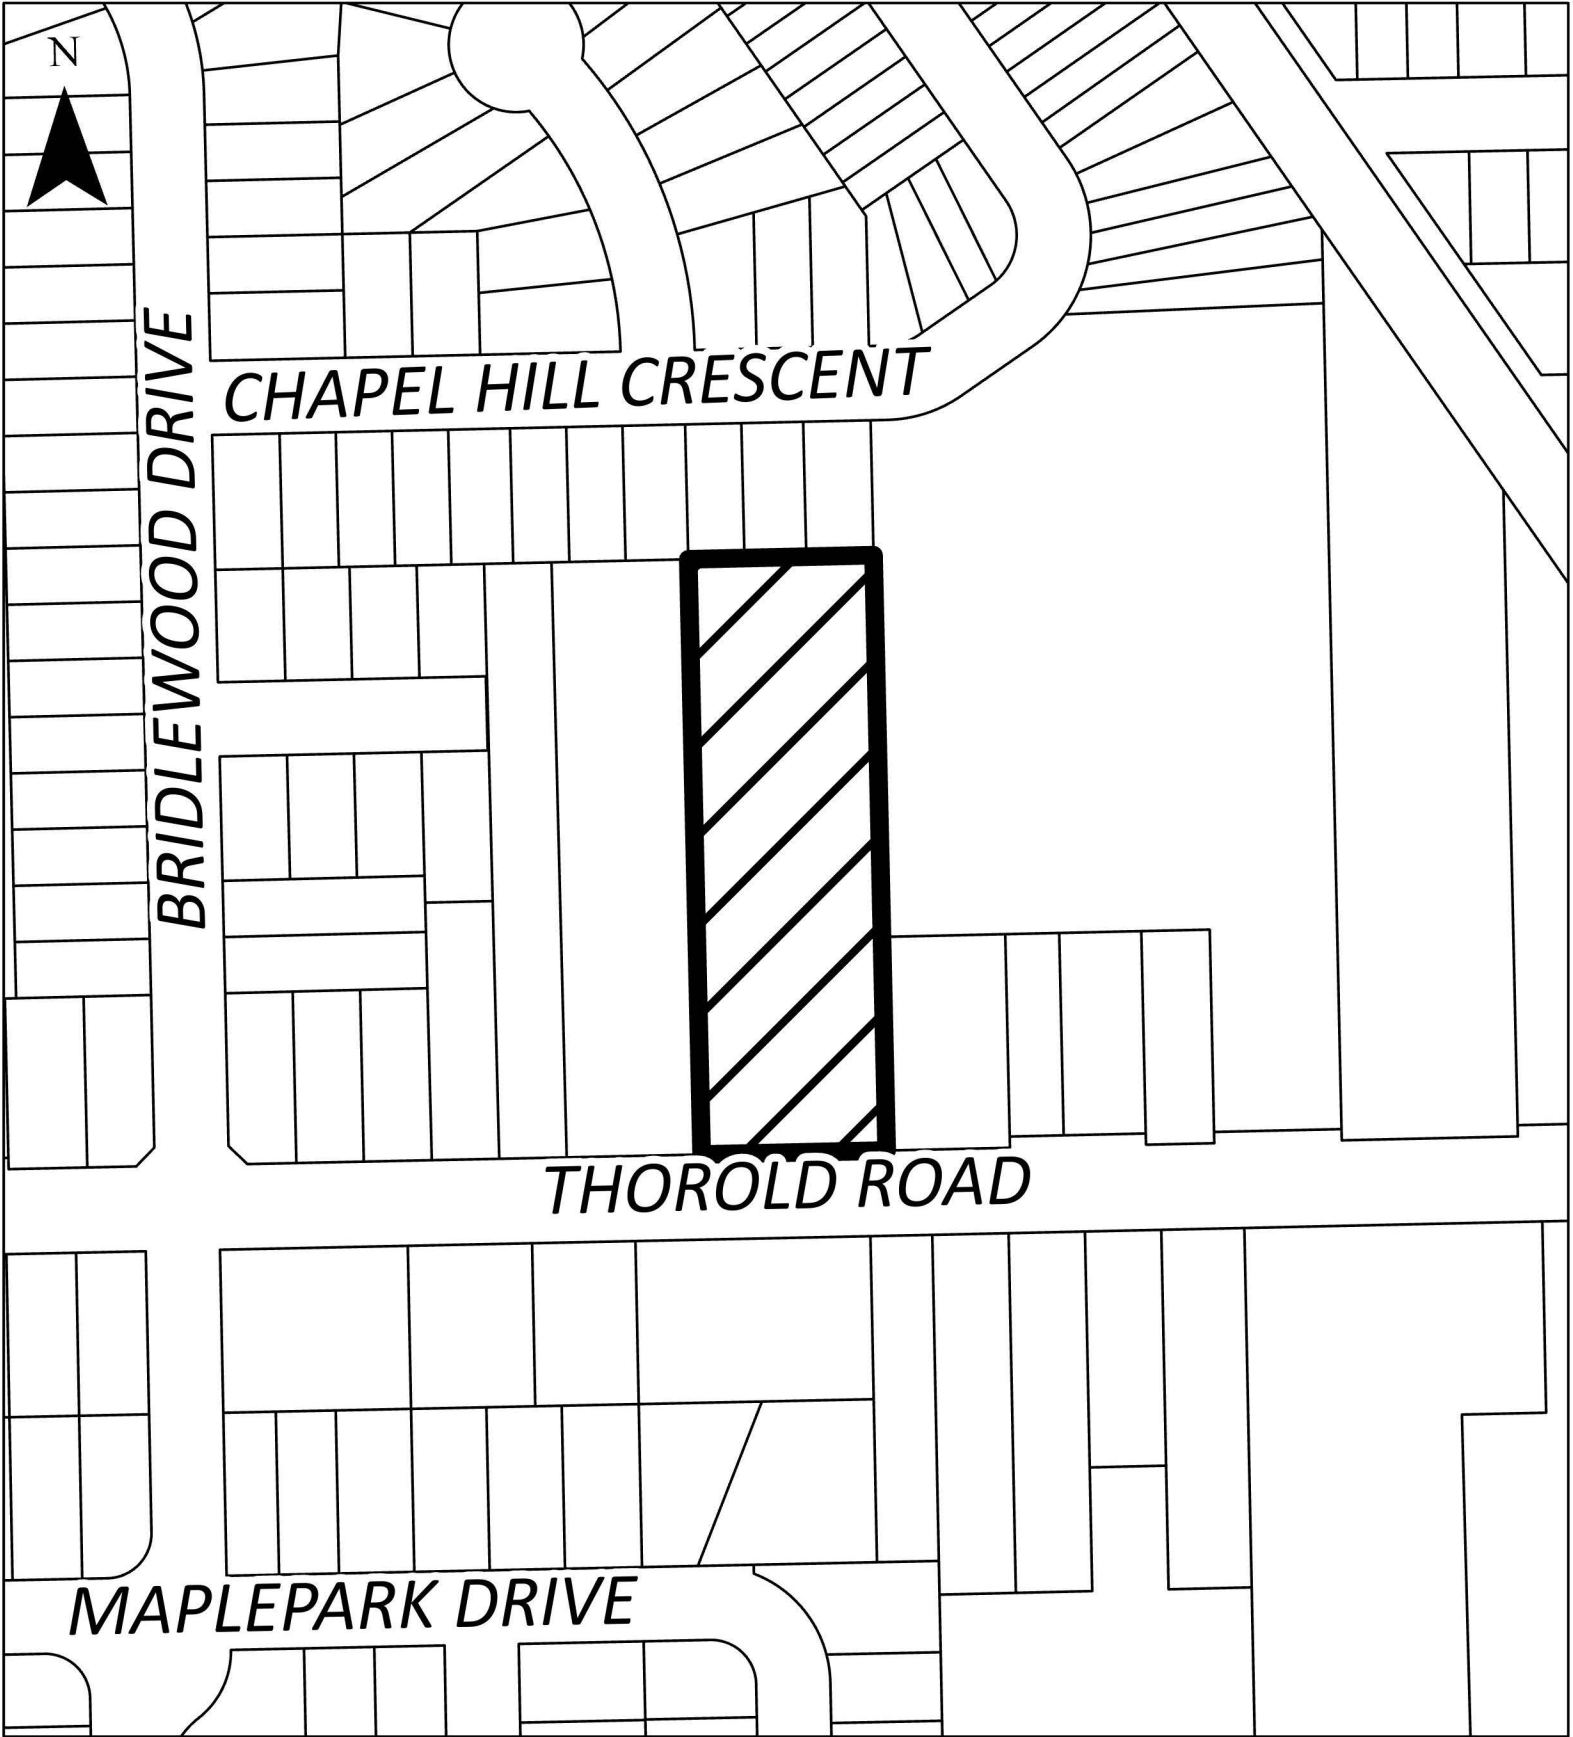 N
CHAPEL HILL CRESCENT
BRIDLEWOOD DRIVE
THOROLD ROAD
MAPLEPARK DRIVE